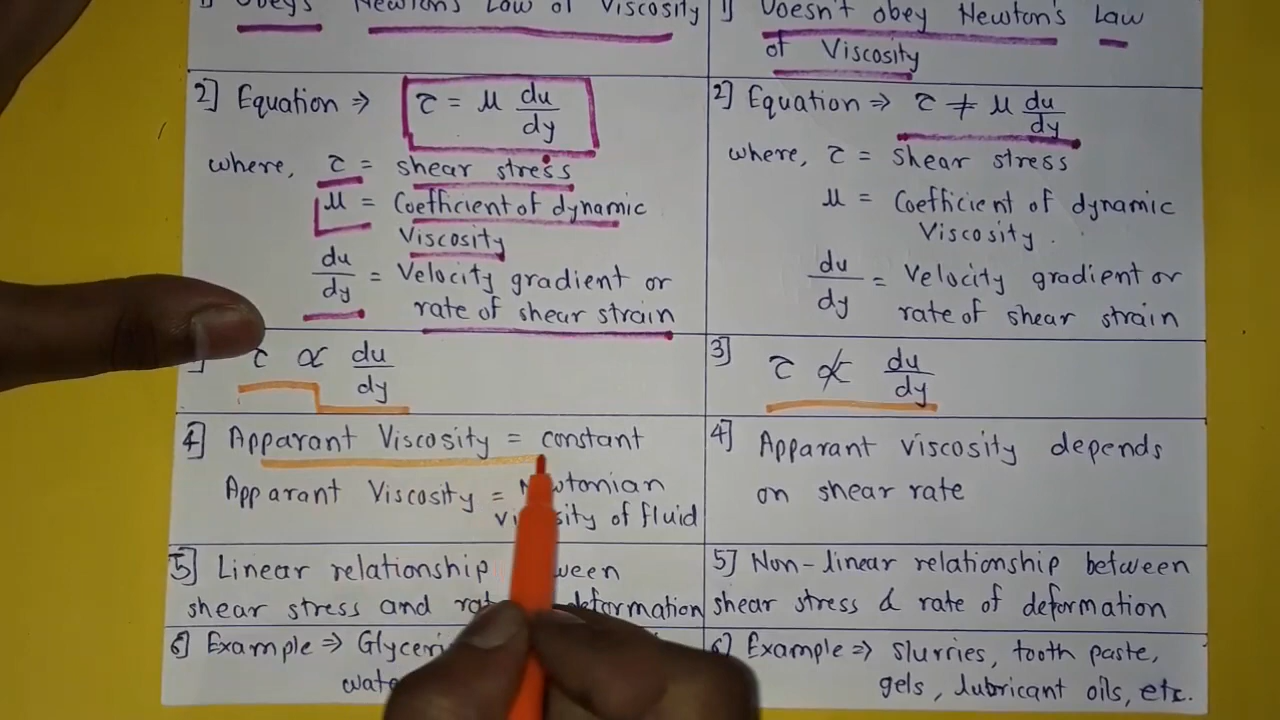 1] Obeys Newton's Law of Viscosity
2] Equation ⇒ τ = μ du/dy
where, τ = shear stress
μ = Coefficient of dynamic
Viscosity
du/dy = Velocity gradient or
rate of shear strain
τ ∝ du/dy
4] Apparant Viscosity = constant
Apparant Viscosity = Newtonian
viscosity of fluid
5] Linear relationship
shear stress and deformation
6] Example ⇒
1] Doesn't obey Newton's Law
of Viscosity
2] Equation ⇒ τ ≠ μ du/dy
where, τ = shear stress
μ = Coefficient of dynamic
Viscosity.
du/dy = Velocity gradient or
rate of shear strain
3] τ ∝̸ du/dy
4] Apparant viscosity depends
on shear rate
5] Non-linear relationship between
shear stress & rate of deformation
6] Example ⇒ Slurries, tooth paste,
gels, lubricant oils, etc.